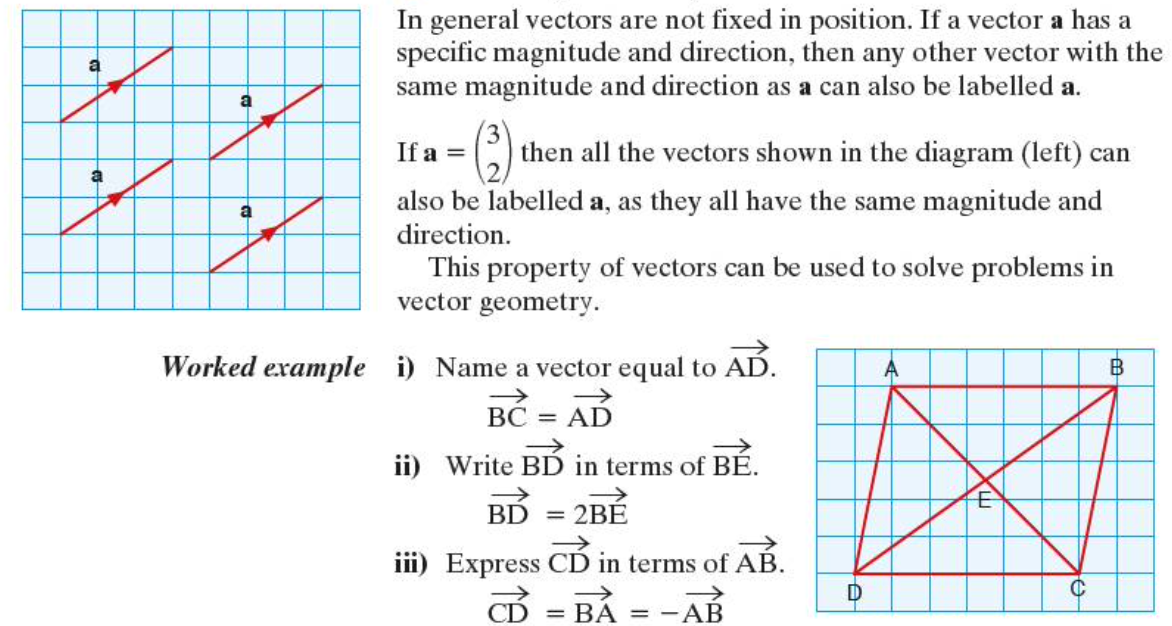 In general vectors are not fixed in position. If a vector a has a
specific magnitude and direction, then any other vector with the
same magnitude and direction as a can also be labelled a.
If a = (3
2) then all the vectors shown in the diagram (left) can
also be labelled a, as they all have the same magnitude and
direction.
This property of vectors can be used to solve problems in
vector geometry.
a
a
a
a
Worked example i) Name a vector equal to AD⃗.
BC⃗ = AD⃗
ii) Write BD⃗ in terms of BE⃗.
BD⃗ = 2BE⃗
iii) Express CD⃗ in terms of AB⃗.
CD⃗ = BA⃗ = −AB⃗
A
B
E
D
C